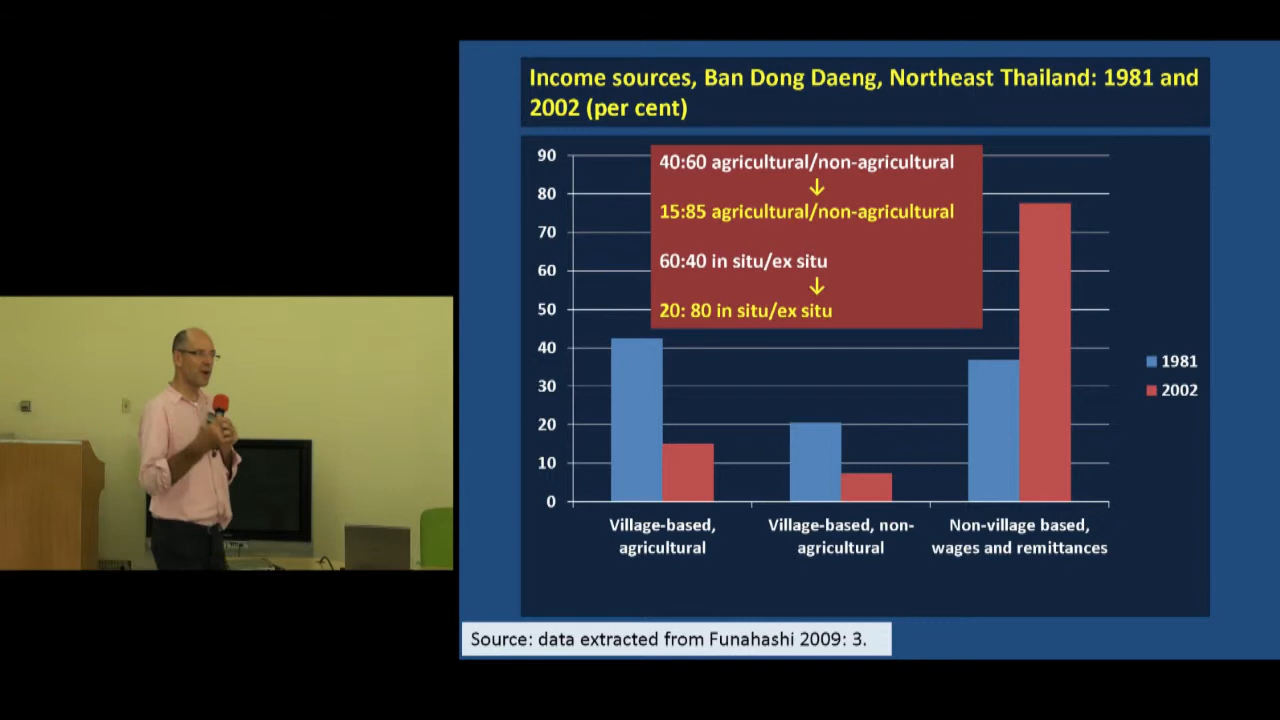 Income sources, Ban Dong Daeng, Northeast Thailand: 1981 and
2002 (per cent)
90
80
70
60
50
40
30
20
10
0
40:60 agricultural/non-agricultural
↓
15:85 agricultural/non-agricultural
60:40 in situ/ex situ
↓
20: 80 in situ/ex situ
1981
2002
Village-based,
agricultural
Village-based, non-
agricultural
Non-village based,
wages and remittances
Source: data extracted from Funahashi 2009: 3.